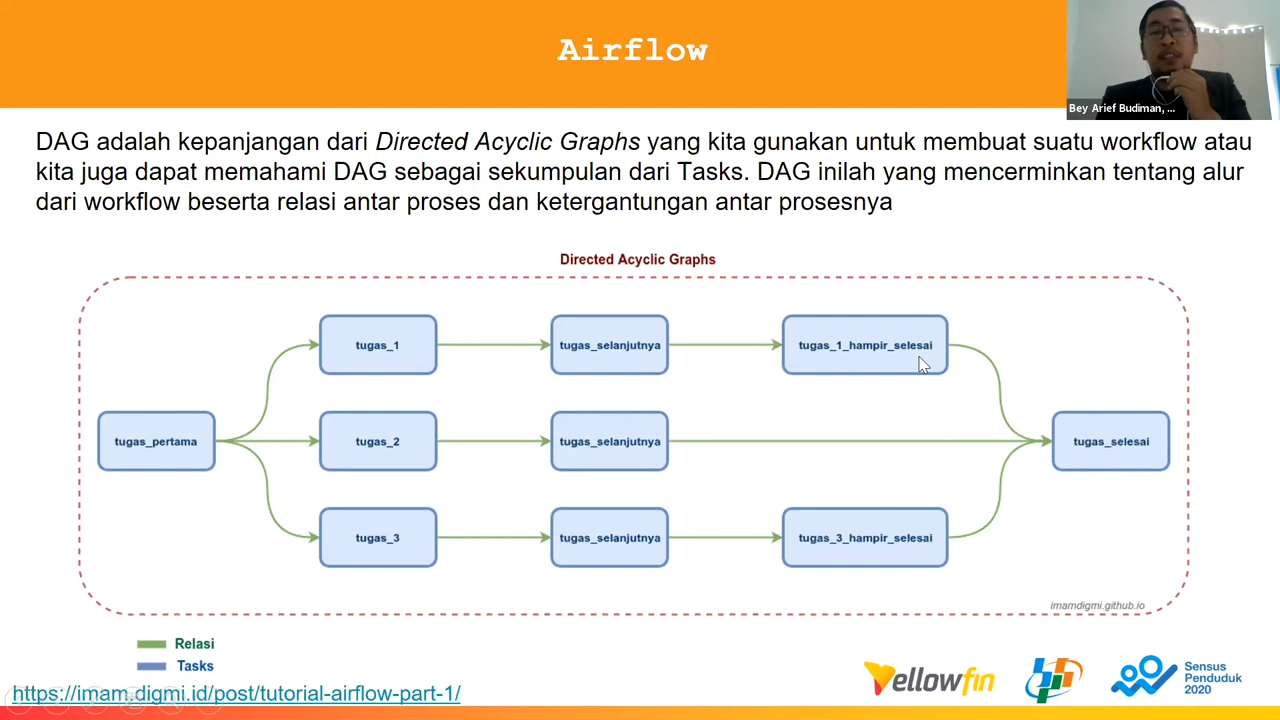 Airflow
Bey Arief Budiman, ...
DAG adalah kepanjangan dari Directed Acyclic Graphs yang kita gunakan untuk membuat suatu workflow atau
kita juga dapat memahami DAG sebagai sekumpulan dari Tasks. DAG inilah yang mencerminkan tentang alur
dari workflow beserta relasi antar proses dan ketergantungan antar prosesnya
Directed Acyclic Graphs
tugas_1
tugas_selanjutnya
tugas_1_hampir_selesai
tugas_pertama
tugas_2
tugas_selanjutnya
tugas_selesai
tugas_3
tugas_selanjutnya
tugas_3_hampir_selesai
imamdigmi.github.io
Relasi
Tasks
https://imam.digmi.id/post/tutorial-airflow-part-1/
Yellowfin
Sensus
Penduduk
2020